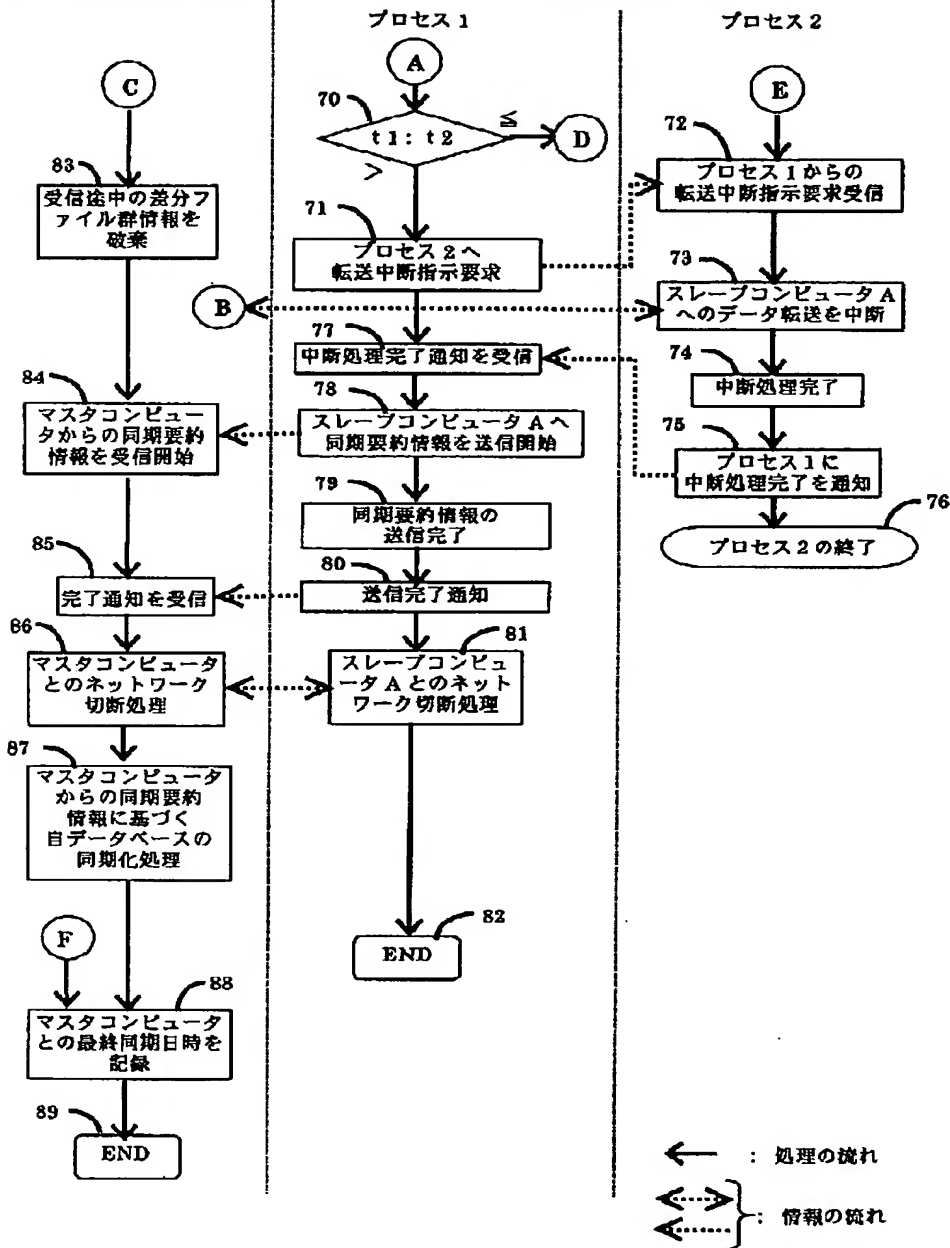 プロセス 1
プロセス 2
C
83
受信途中の差分フ
ァイル群情報を
破棄
84
マスタコンピュー
タからの同期要約
情報を受信開始
85
完了通知を受信
86
マスタコンピュータ
とのネットワーク
切断処理
87
マスタコンピュータ
からの同期要約
情報に基づく
自データベースの
同期化処理
F
88
マスタコンピュータ
との最終同期日時を
記録
89
END
A
70
t1: t2
≧
D
<
71
プロセス 2 へ
転送中断指示要求
B
77
中断処理完了通知を受信
78
スレーブコンピュータ A へ
同期要約情報を送信開始
79
同期要約情報の
送信完了
80
送信完了通知
81
スレーブコンピュ
ータ A とのネット
ワーク切断処理
82
END
E
72
プロセス 1 からの
転送中断指示要求受信
73
スレーブコンピュータ A
へのデータ転送を中断
74
中断処理完了
75
プロセス 1 に
中断処理完了を通知
76
プロセス 2 の終了
: 処理の流れ
: 情報の流れ